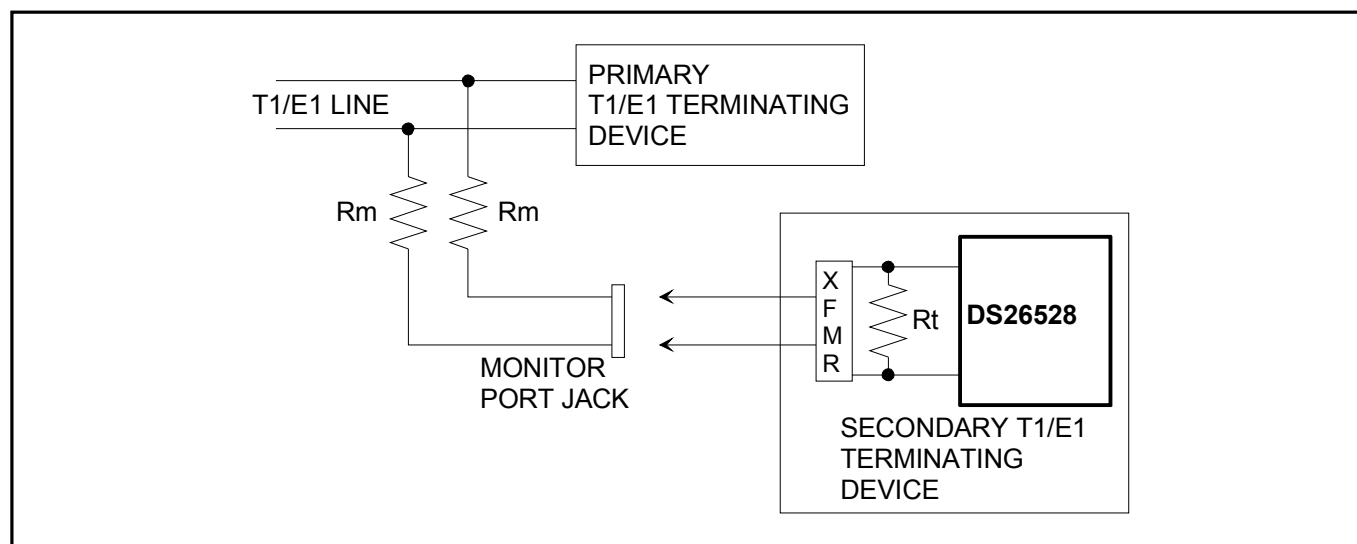 PRIMARY
T1/E1 TERMINATING
DEVICE
T1/E1 LINE
Rm
Rm
MONITOR
PORT JACK
X
F
M
R
Rt
DS26528
SECONDARY T1/E1
TERMINATING
DEVICE